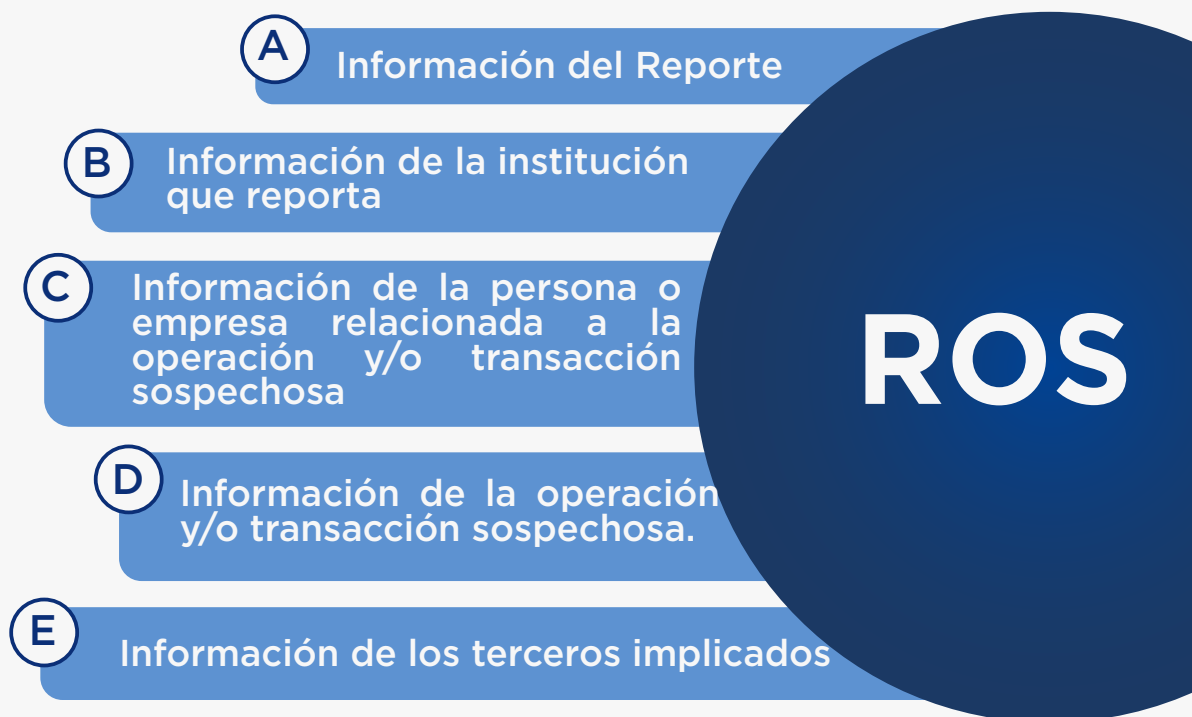 A
Información del Reporte
B
Información de la institución
que reporta
C
Información de la persona o
empresa relacionada a la
operación y/o transacción
sospechosa
D
Información de la operación
y/o transacción sospechosa.
E
Información de los terceros implicados
ROS